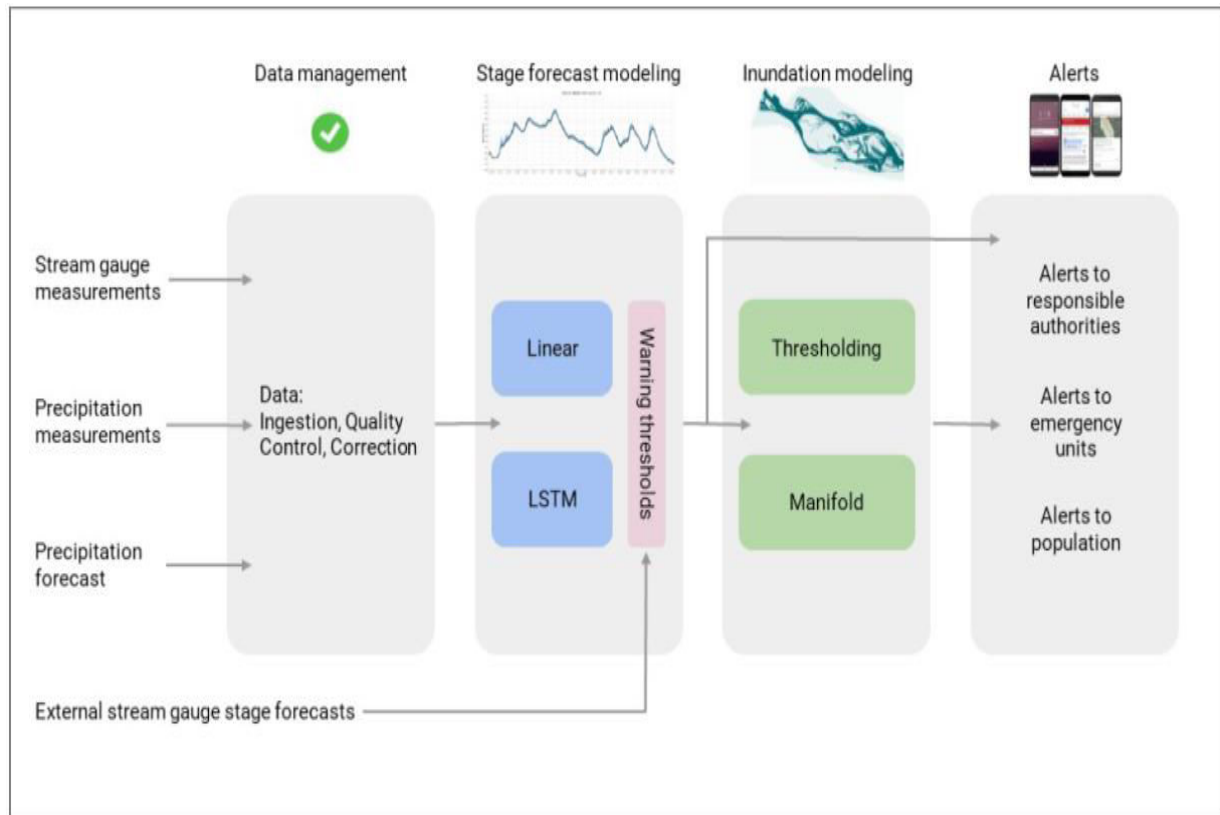 Data management
Stage forecast modeling
Inundation modeling
Alerts
Stream gauge
measurements
Precipitation
measurements
Precipitation
forecast
Data:
Ingestion, Quality
Control, Correction
Linear
LSTM
Warning thresholds
Thresholding
Manifold
Alerts to
responsible
authorities
Alerts to
emergency
units
Alerts to
population
External stream gauge stage forecasts